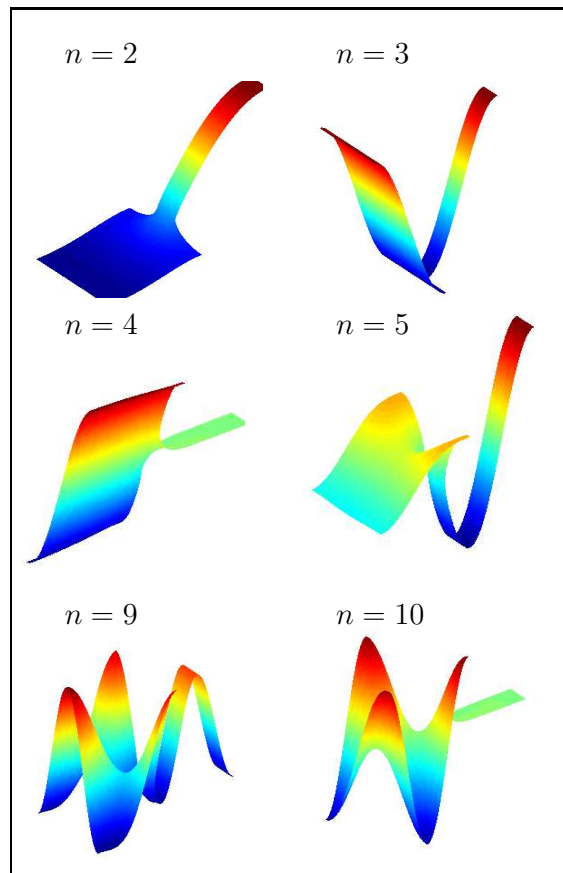 n = 2
n = 3
n = 4
n = 5
n = 9
n = 10